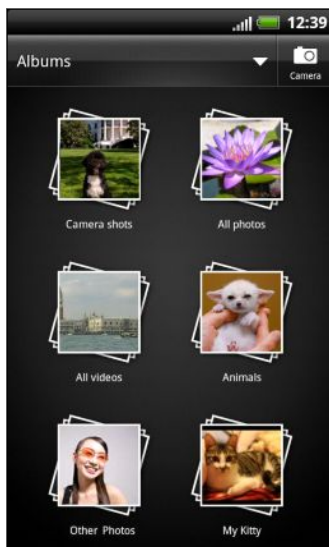 12:39
Albums
Camera
Camera shots
All photos
All videos
Animals
Other Photos
My Kitty